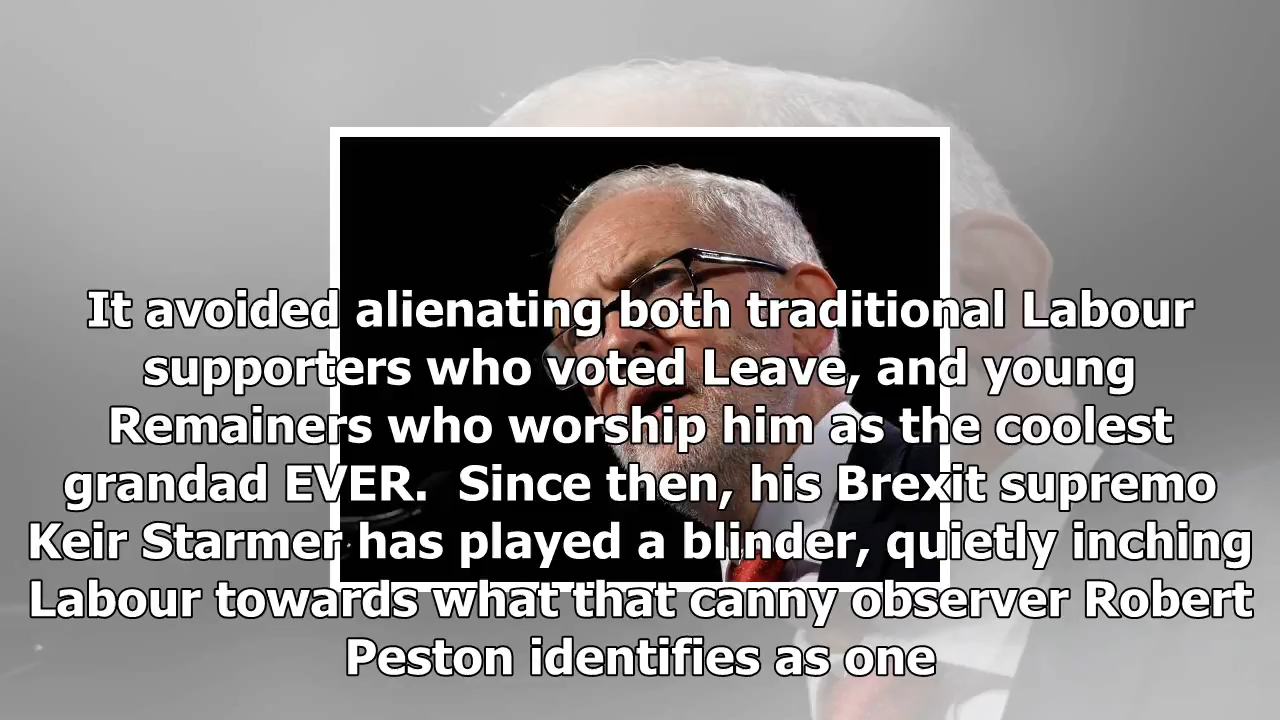 It avoided alienating both traditional Labour
supporters who voted Leave, and young
Remainers who worship him as the coolest
grandad EVER.  Since then, his Brexit supremo
Keir Starmer has played a blinder, quietly inching
Labour towards what that canny observer Robert
Peston identifies as one